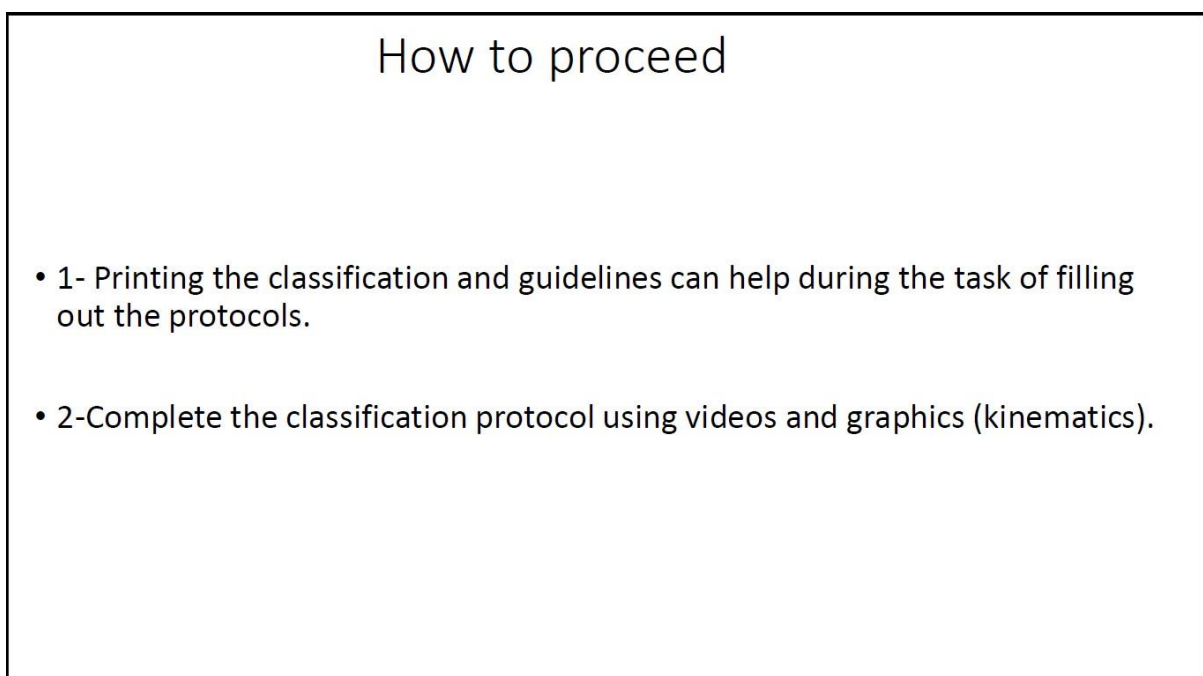 How to proceed
• 1- Printing the classification and guidelines can help during the task of filling
out the protocols.
• 2-Complete the classification protocol using videos and graphics (kinematics).